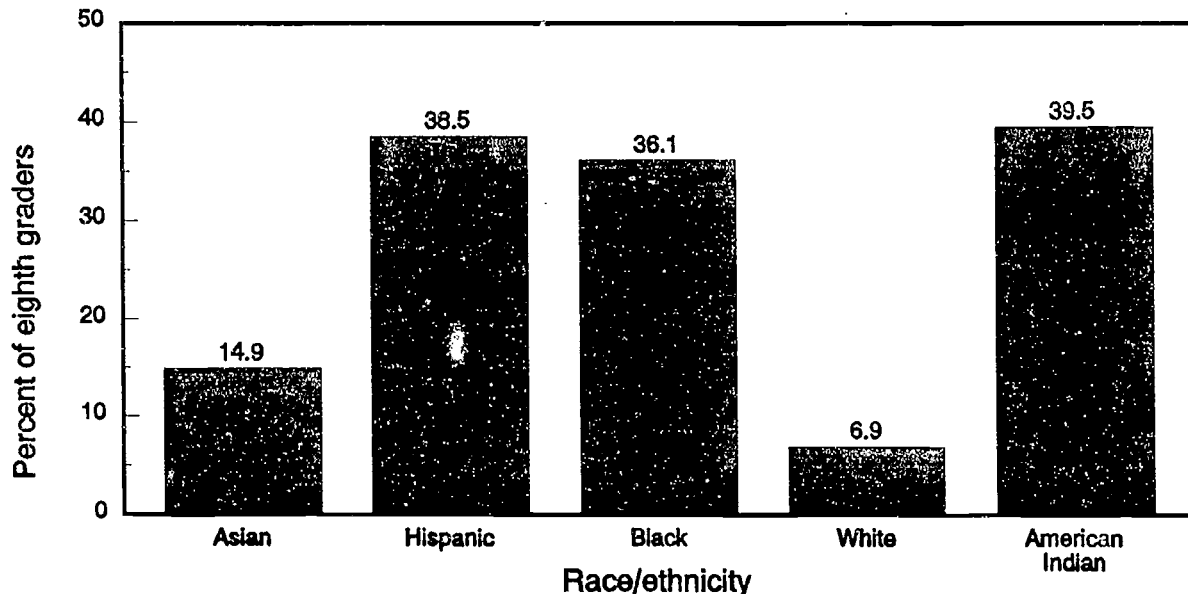 Percent of eighth graders
50
40
30
20
10
0
14.9
38.5
36.1
6.9
39.5
Asian
Hispanic
Black
White
American
Indian
Race/ethnicity